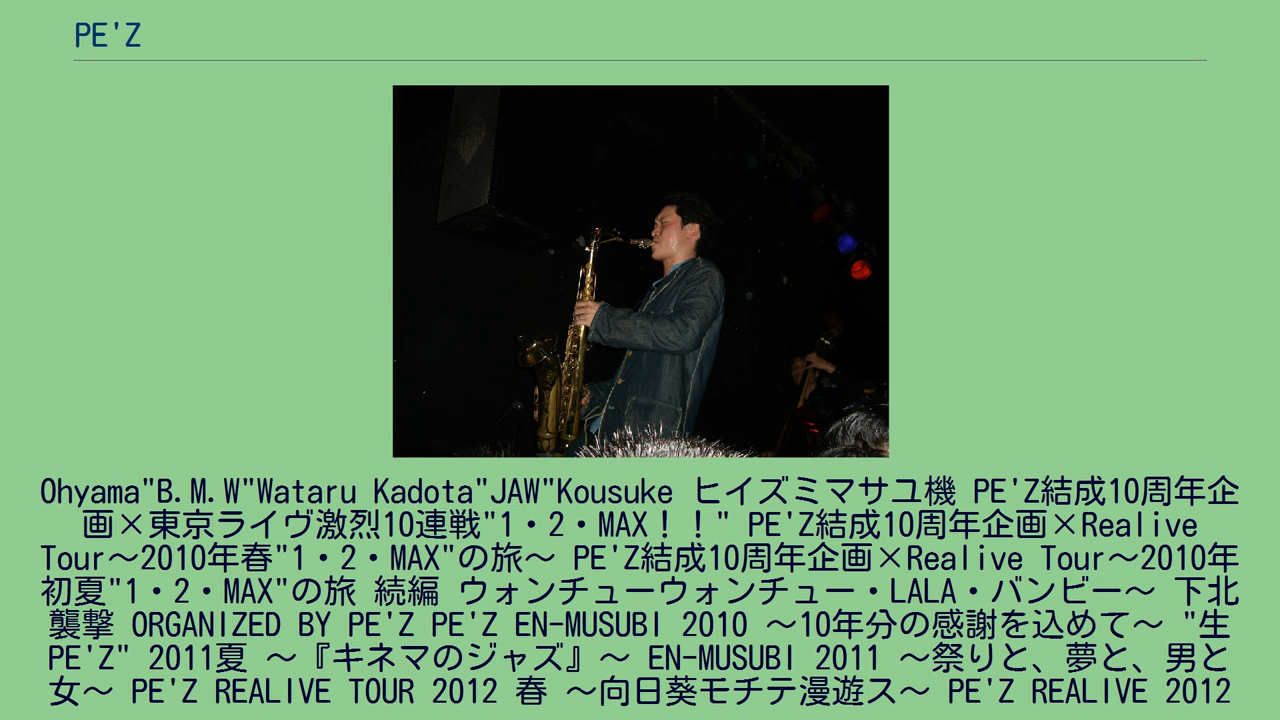 PE'Z
Ohyama"B.M.W"Wataru Kadota"JAW"Kousuke ヒイズミマサユ機 PE'Z結成10周年企
画×東京ライヴ激烈10連戦"1・2・MAX！！" PE'Z結成10周年企画×Realive
Tour～2010年春"1・2・MAX"の旅～ PE'Z結成10周年企画×Realive Tour～2010年
初夏"1・2・MAX"の旅 続編 ウォンチューウォンチュー・LALA・バンビー～ 下北
襲撃 ORGANIZED BY PE'Z PE'Z EN-MUSUBI 2010 ～10年分の感謝を込めて～ "生
PE'Z" 2011夏 ～『キネマのジャズ』～ EN-MUSUBI 2011 ～祭りと、夢と、男と
女～ PE'Z REALIVE TOUR 2012 春 ～向日葵モチテ漫遊ス～ PE'Z REALIVE 2012